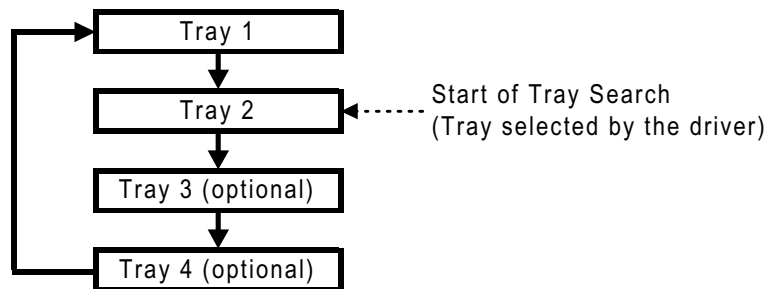 Tray 1
Tray 2
Start of Tray Search
(Tray selected by the driver)
Tray 3 (optional)
Tray 4 (optional)